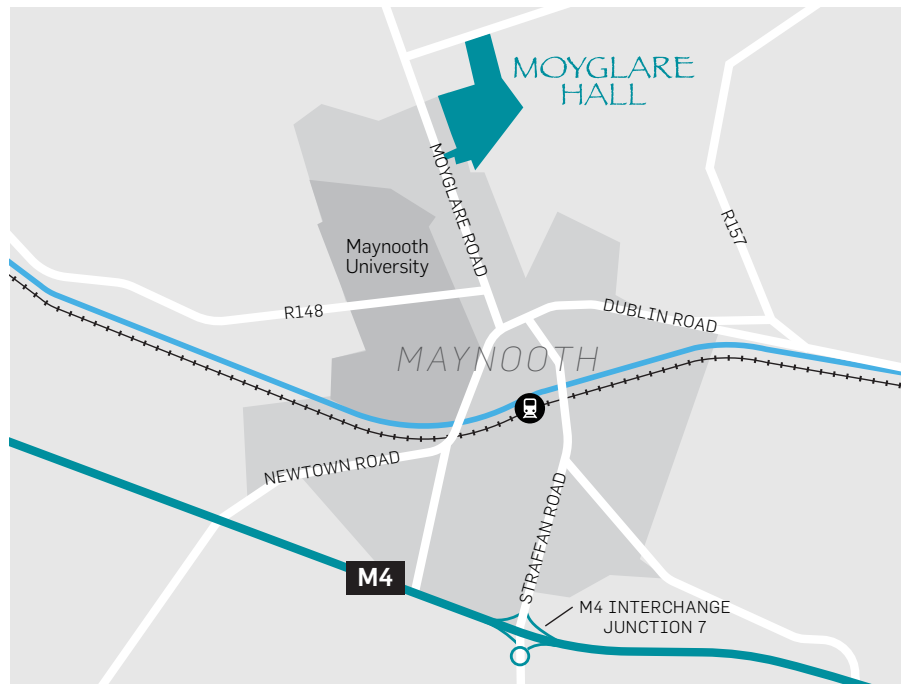 MOYGLARE
HALL
MOYGLARE ROAD
R157
Maynooth
University
R148
DUBLIN ROAD
MAYNOOTH
NEWTOWN ROAD
STRAFFAN ROAD
M4
M4 INTERCHANGE
JUNCTION 7